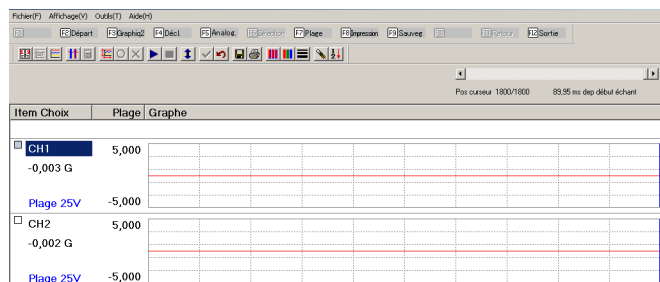 Fichier(F) Affichage(V) Outils(T) Aide(H)
F1 F2 Départ F3 Graphiq2 F4 Décl. F5 Analog. F6 Sélection F7 Plage F8 Impression F9 Sauveg F10 F11 Retour F12 Sortie
Pos curseur 1800/1800 89,95 ms dep début échant
Item Choix Plage Graphe
CH1 5,000
-0,003 G
Plage 25V -5,000
CH2 5,000
-0,002 G
Plage 25V -5,000